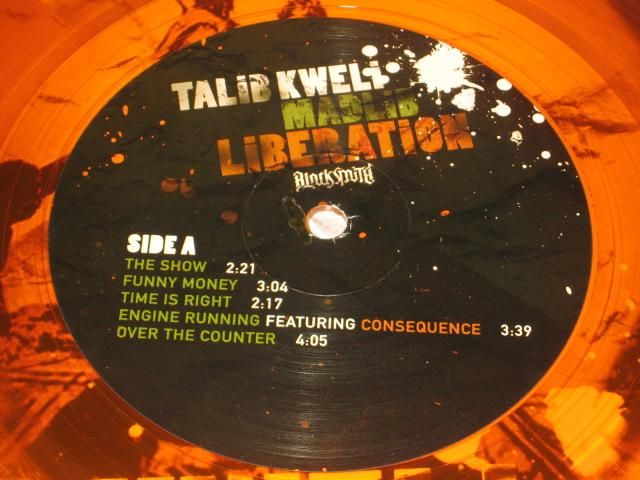 TALIB KWELI
MADLIB
LIBERATION
BlackSmith
SIDE A
THE SHOW 2:21
FUNNY MONEY 3:04
TIME IS RIGHT 2:17
ENGINE RUNNING FEATURING CONSEQUENCE 3:39
OVER THE COUNTER 4:05